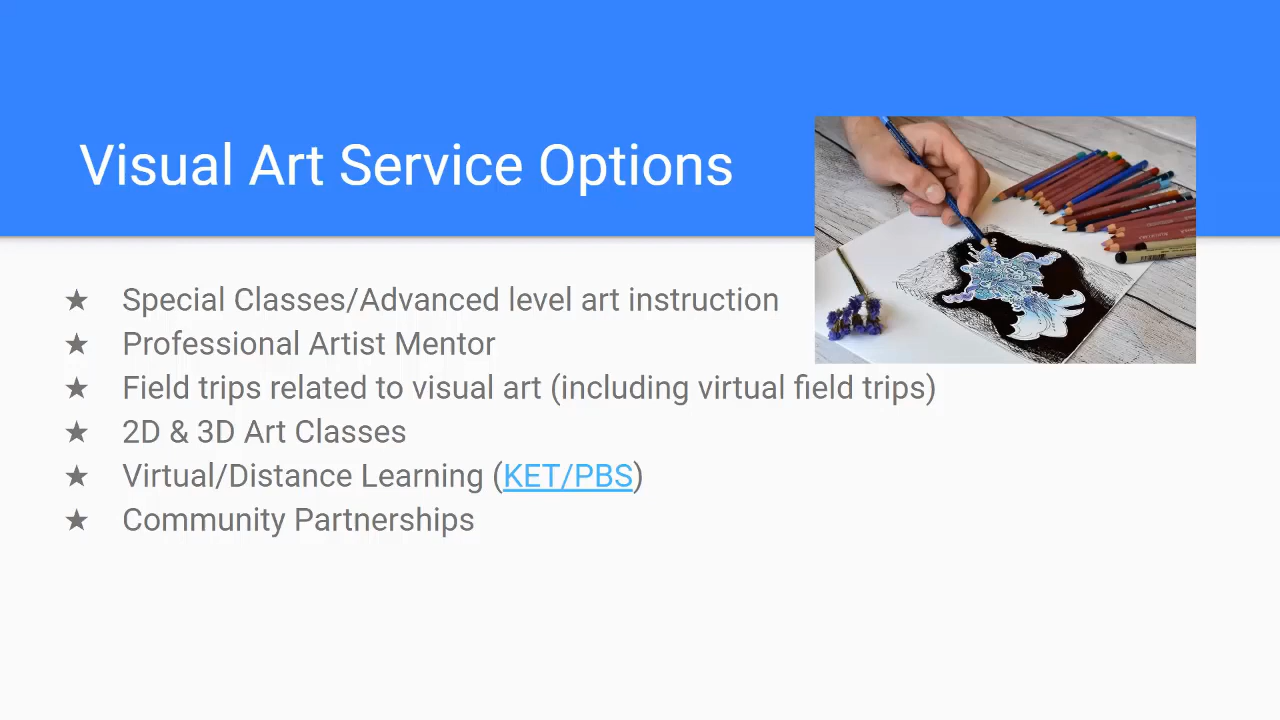 Visual Art Service Options
★ Special Classes/Advanced level art instruction
★ Professional Artist Mentor
★ Field trips related to visual art (including virtual field trips)
★ 2D & 3D Art Classes
★ Virtual/Distance Learning (KET/PBS)
★ Community Partnerships